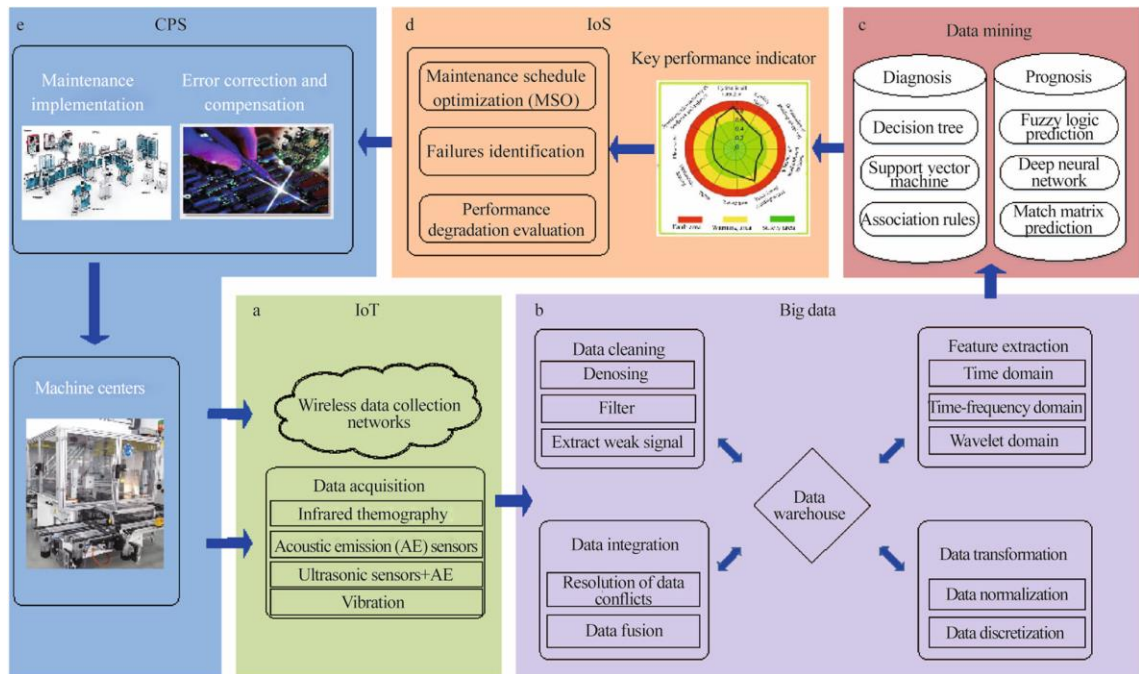 e
CPS
Maintenance
implementation
Error correction and
compensation
Machine centers
d
IoS
Maintenance schedule
optimization (MSO)
Failures identification
Performance
degradation evaluation
Key performance indicator
c
Data mining
Diagnosis
Decision tree
Support vector
machine
Association rules
Prognosis
Fuzzy logic
prediction
Deep neural
network
Match matrix
prediction
a
IoT
Wireless data collection
networks
Data acquisition
Infrared themography
Acoustic emission (AE) sensors
Ultrasonic sensors+AE
Vibration
b
Big data
Data cleaning
Denosing
Filter
Extract weak signal
Feature extraction
Time domain
Time-frequency domain
Wavelet domain
Data
warehouse
Data integration
Resolution of data
conflicts
Data fusion
Data transformation
Data normalization
Data discretization